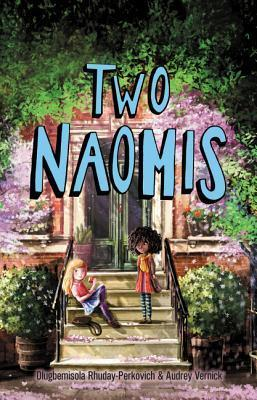 TWO
NAOMIS
Olugbemisola Rhuday-Perkovich & Audrey Vernick